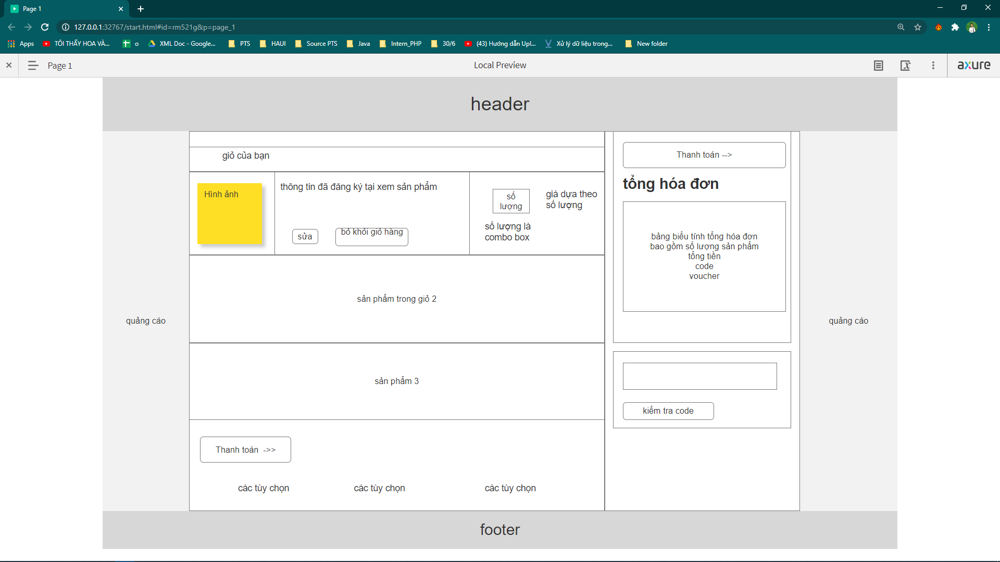 Page 1
127.0.0.1:32767/start.html#id=rm521g&p=page_1
Apps
TÔI THẤY HOA VÀ...
o
XML Doc - Google...
PTS
HAUI
Source PTS
Java
Intern_PHP
30/6
(43) Hướng dẫn Upl...
Xử lý dữ liệu trong...
New folder
Page 1
Local Preview
axure
header
giỏ của bạn
Hình ảnh
thông tin đã đăng ký tại xem sản phẩm
sửa
bỏ khỏi giỏ hàng
số
lượng
giá dựa theo
số lượng
số lượng là
combo box
sản phẩm trong giỏ 2
sản phẩm 3
Thanh toán ->>
các tùy chọn
các tùy chọn
các tùy chọn
Thanh toán -->
tổng hóa đơn
bảng biểu tính tổng hóa đơn
bao gồm số lượng sản phẩm
tổng tiền
code
voucher
kiểm tra code
quảng cáo
quảng cáo
footer